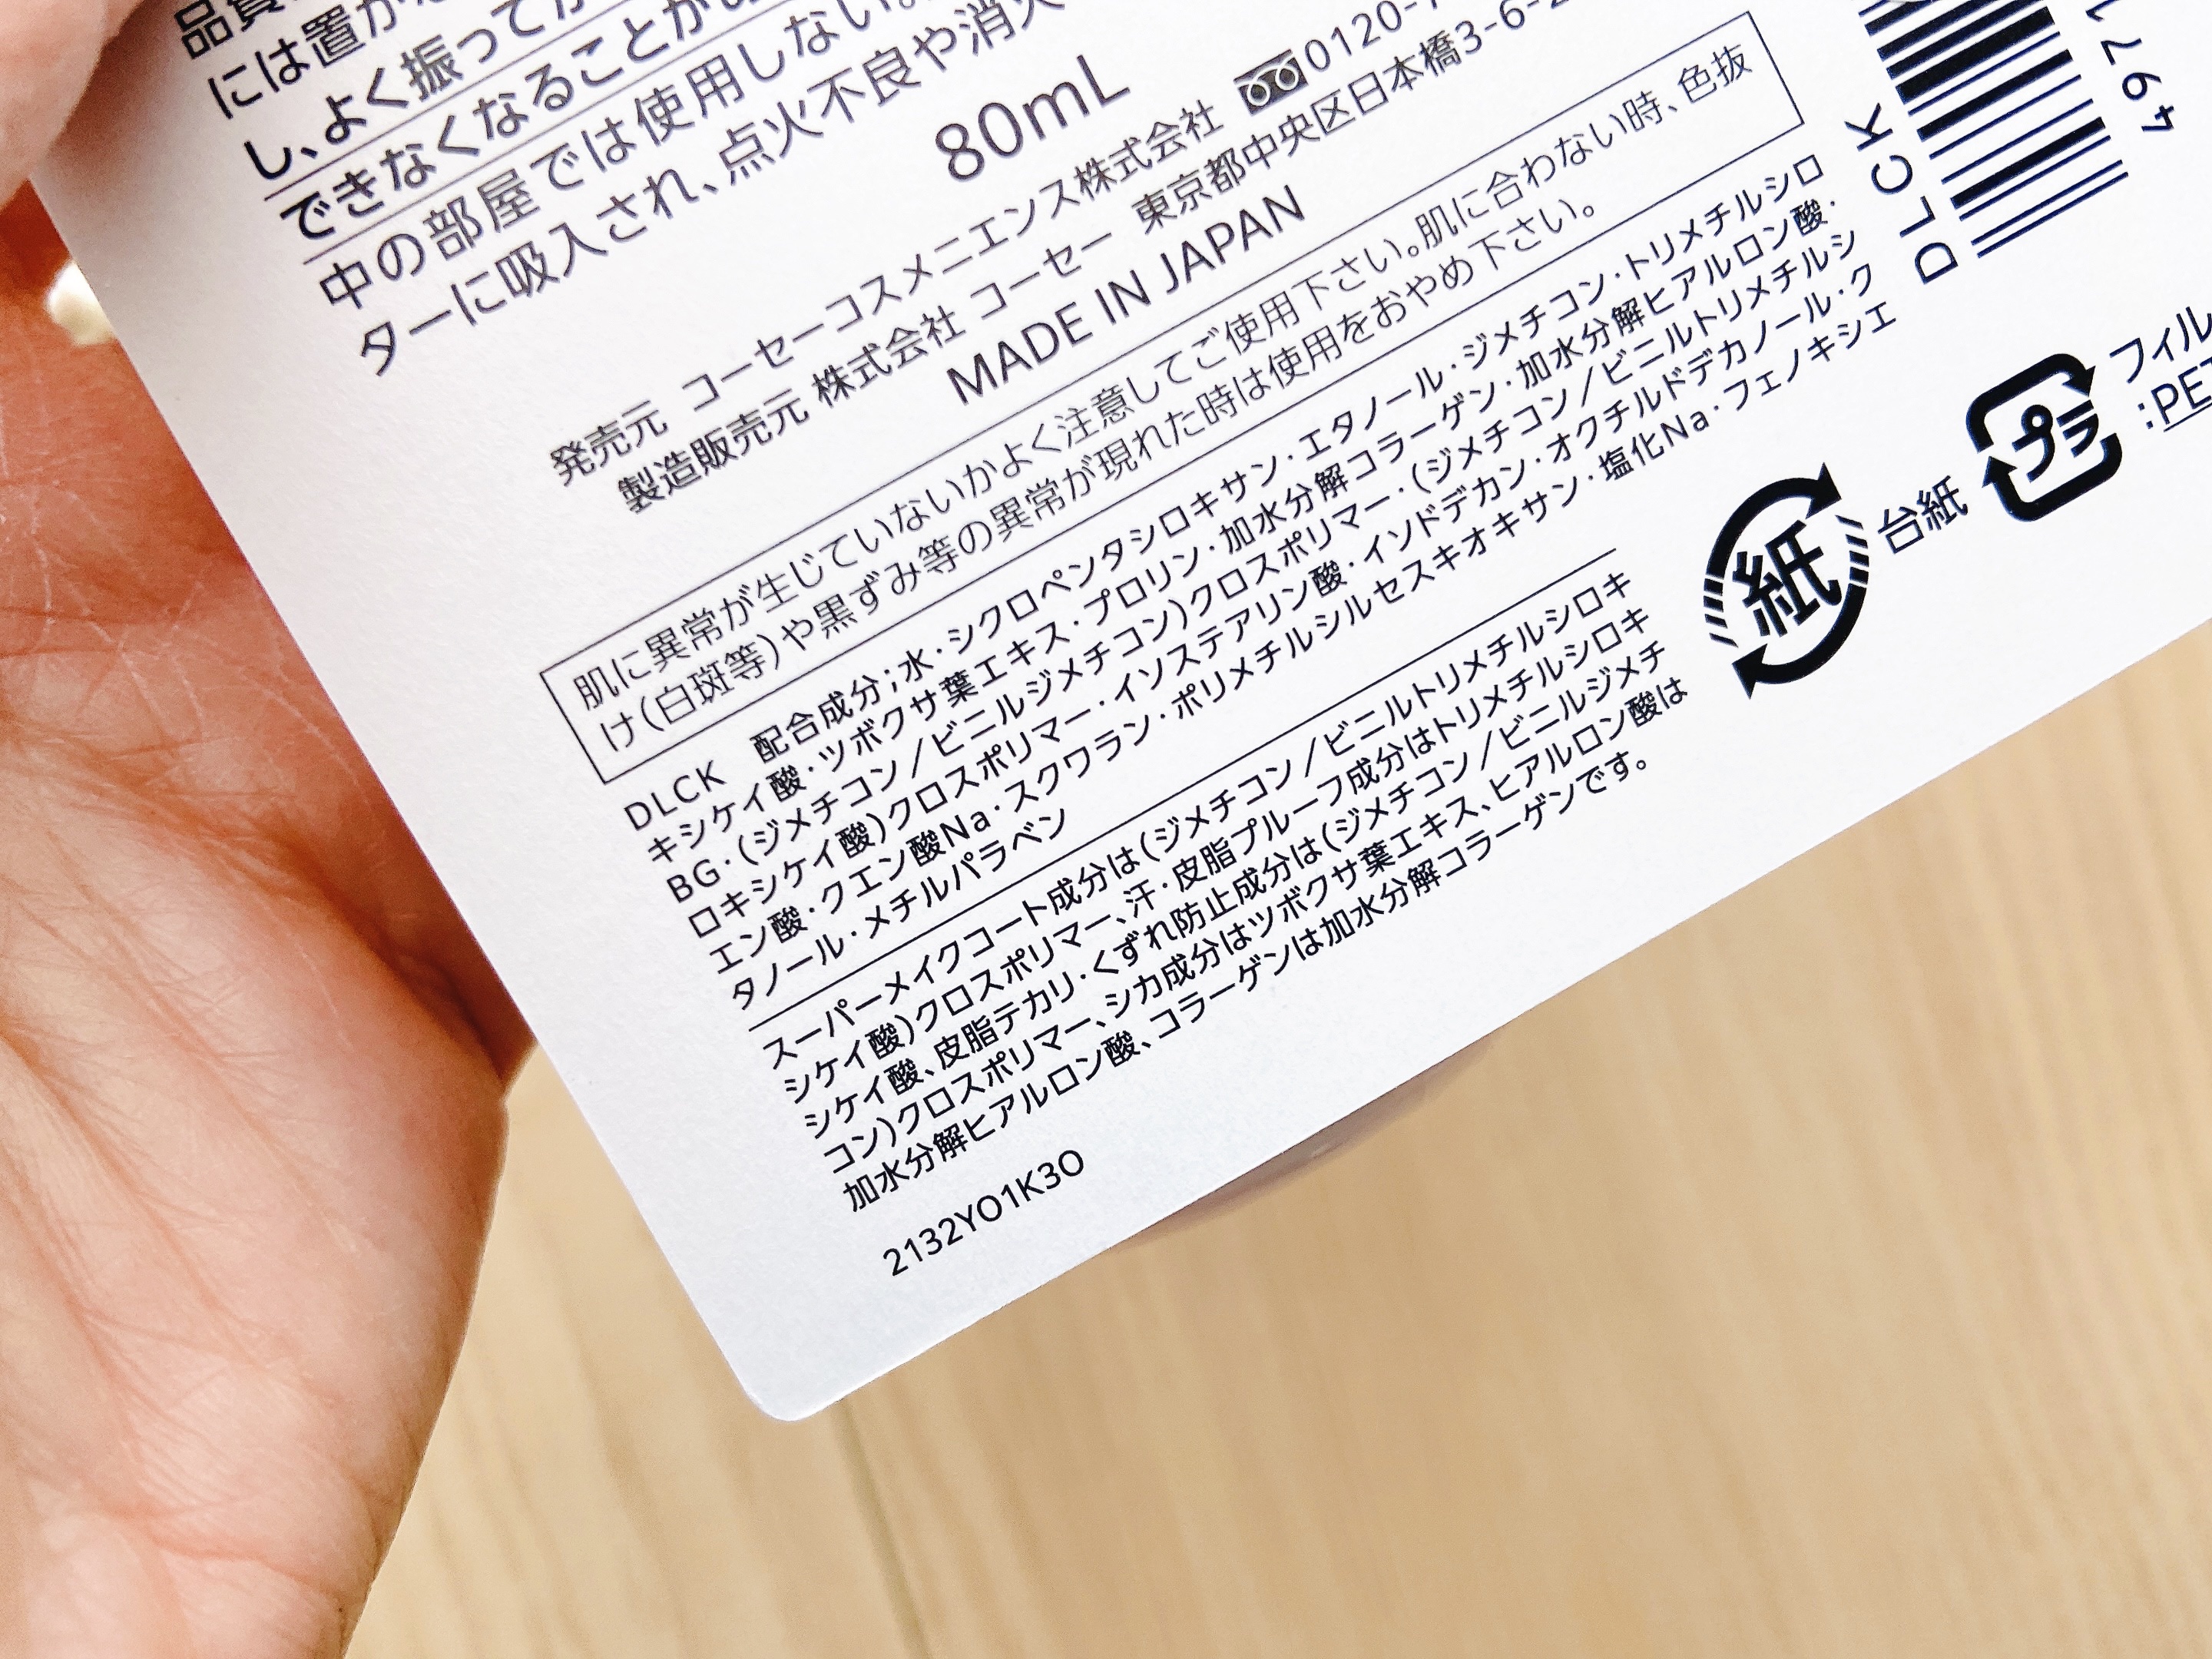 には置か
し、よく振って
できなくなることが
中の部屋では使用しない。
ターに吸入され、点火不良や消火
80mL
発売元 コーセーコスメニエンス株式会社 0120-
製造販売元 株式会社 コーセー 東京都中央区日本橋3-6-2
MADE IN JAPAN
肌に異常が生じていないかよく注意してご使用下さい。肌に合わない時、色抜
け(白斑等)や黒ずみ等の異常が現れた時は使用をおやめ下さい。
DLCK 配合成分;水・シクロペンタシロキサン・エタノール・ジメチコン・トリメチルシロ
キシケイ酸・ツボクサ葉エキス・プロリン・加水分解コラーゲン・加水分解ヒアルロン酸・
BG・(ジメチコン/ビニルジメチコン)クロスポリマー・(ジメチコン/ビニルトリメチルシ
ロキシケイ酸)クロスポリマー・イソステアリン酸・イソドデカン・オクチルドデカノール・ク
エン酸・クエン酸Na・スクワラン・ポリメチルシルセスキオキサン・塩化Na・フェノキシエ
タノール・メチルパラベン
スーパーメイクコート成分は(ジメチコン/ビニルトリメチルシロキ
シケイ酸)クロスポリマー、汗・皮脂プルーフ成分はトリメチルシロキ
シケイ酸、皮脂テカリ・くずれ防止成分は(ジメチコン/ビニルジメチ
コン)クロスポリマー、シカ成分はツボクサ葉エキス、ヒアルロン酸は
加水分解ヒアルロン酸、コラーゲンは加水分解コラーゲンです。
2132YO1K3O
DLCK
4971
紙 台紙
プラ フィル
:PET